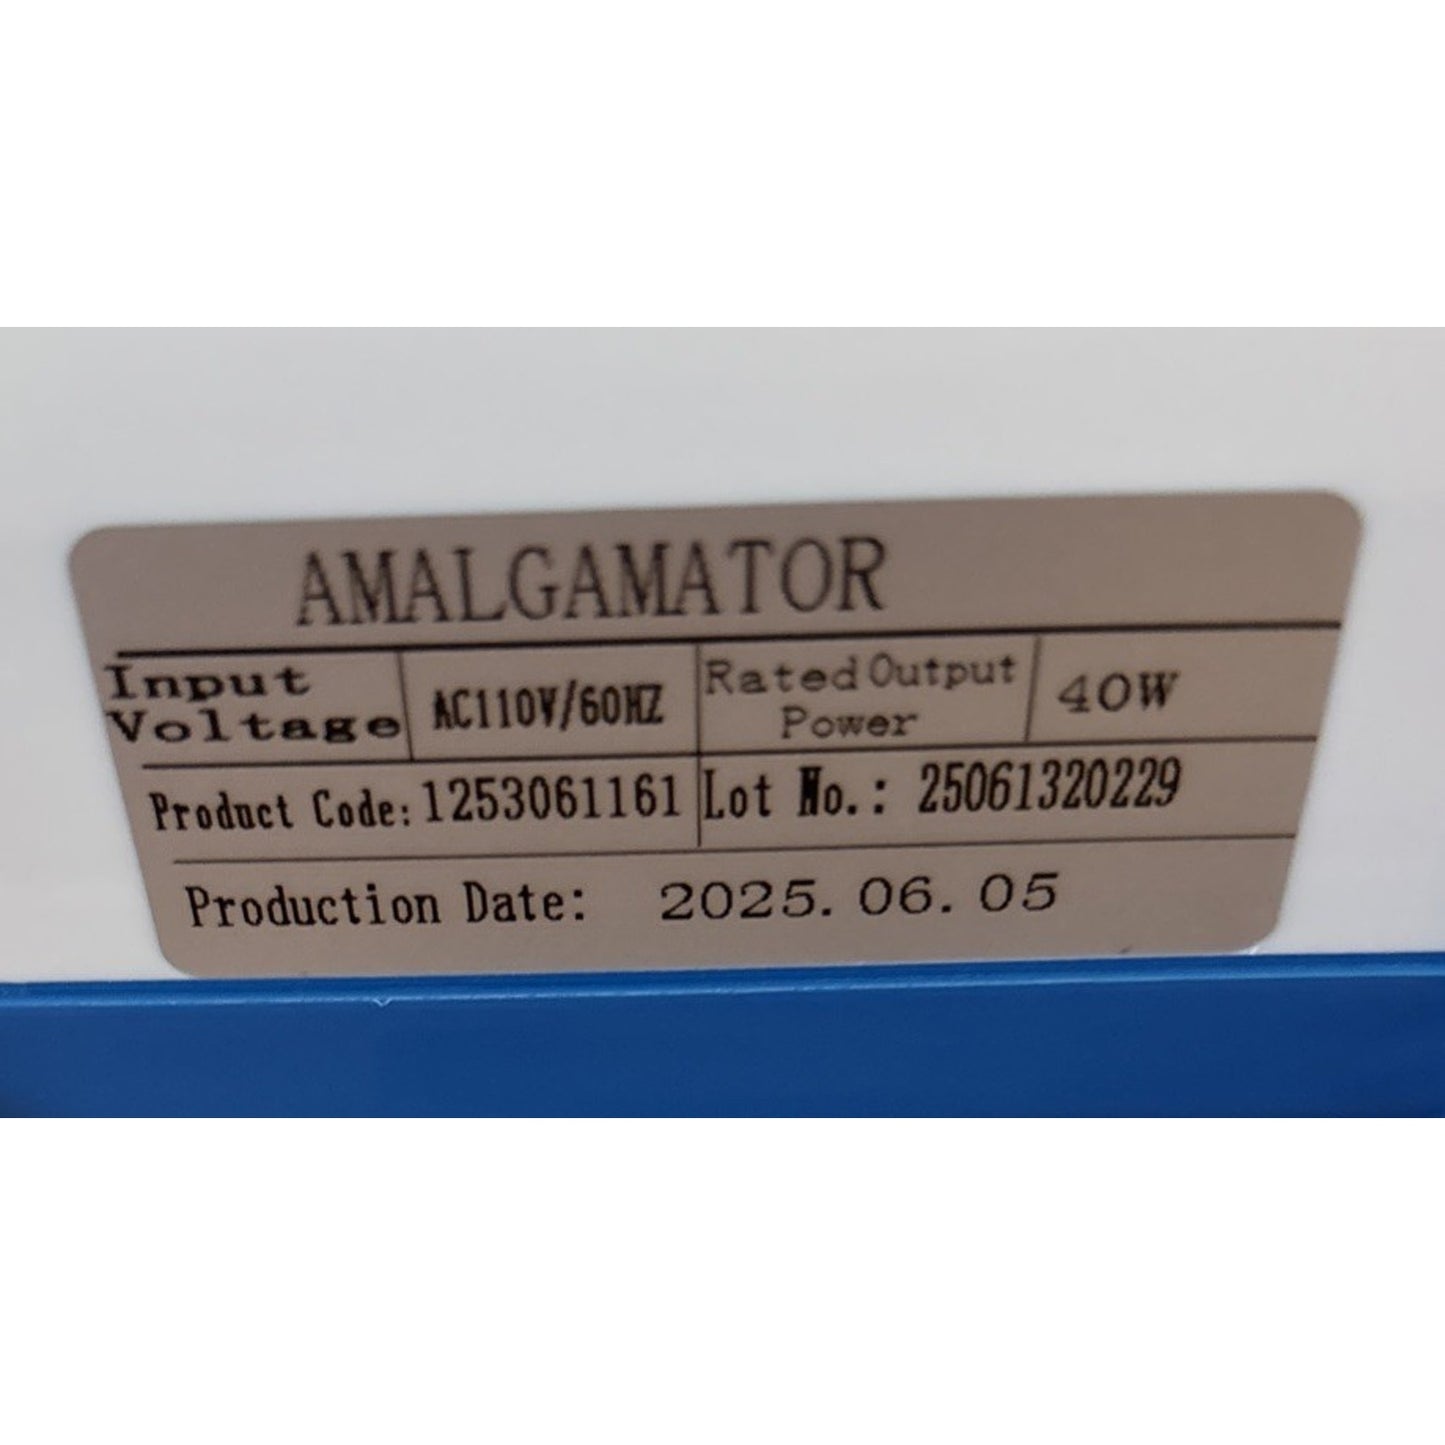 AMALGAMATOR
Input Voltage AC110V/60HZ Rated Output Power 40W
Product Code: 1253061161 Lot No.: 25061320229
Production Date: 2025.06.05